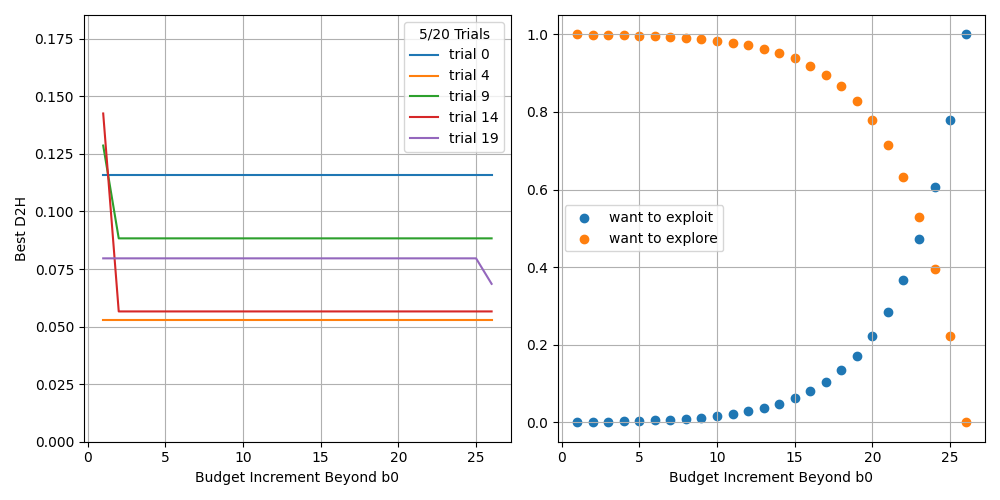 5/20 Trials
trial 0
trial 4
trial 9
trial 14
trial 19
0.175
0.150
0.125
0.100
0.075
0.050
0.025
0.000
Best D2H
0 5 10 15 20 25
Budget Increment Beyond b0
1.0
0.8
0.6
0.4
0.2
0.0
want to exploit
want to explore
0 5 10 15 20 25
Budget Increment Beyond b0